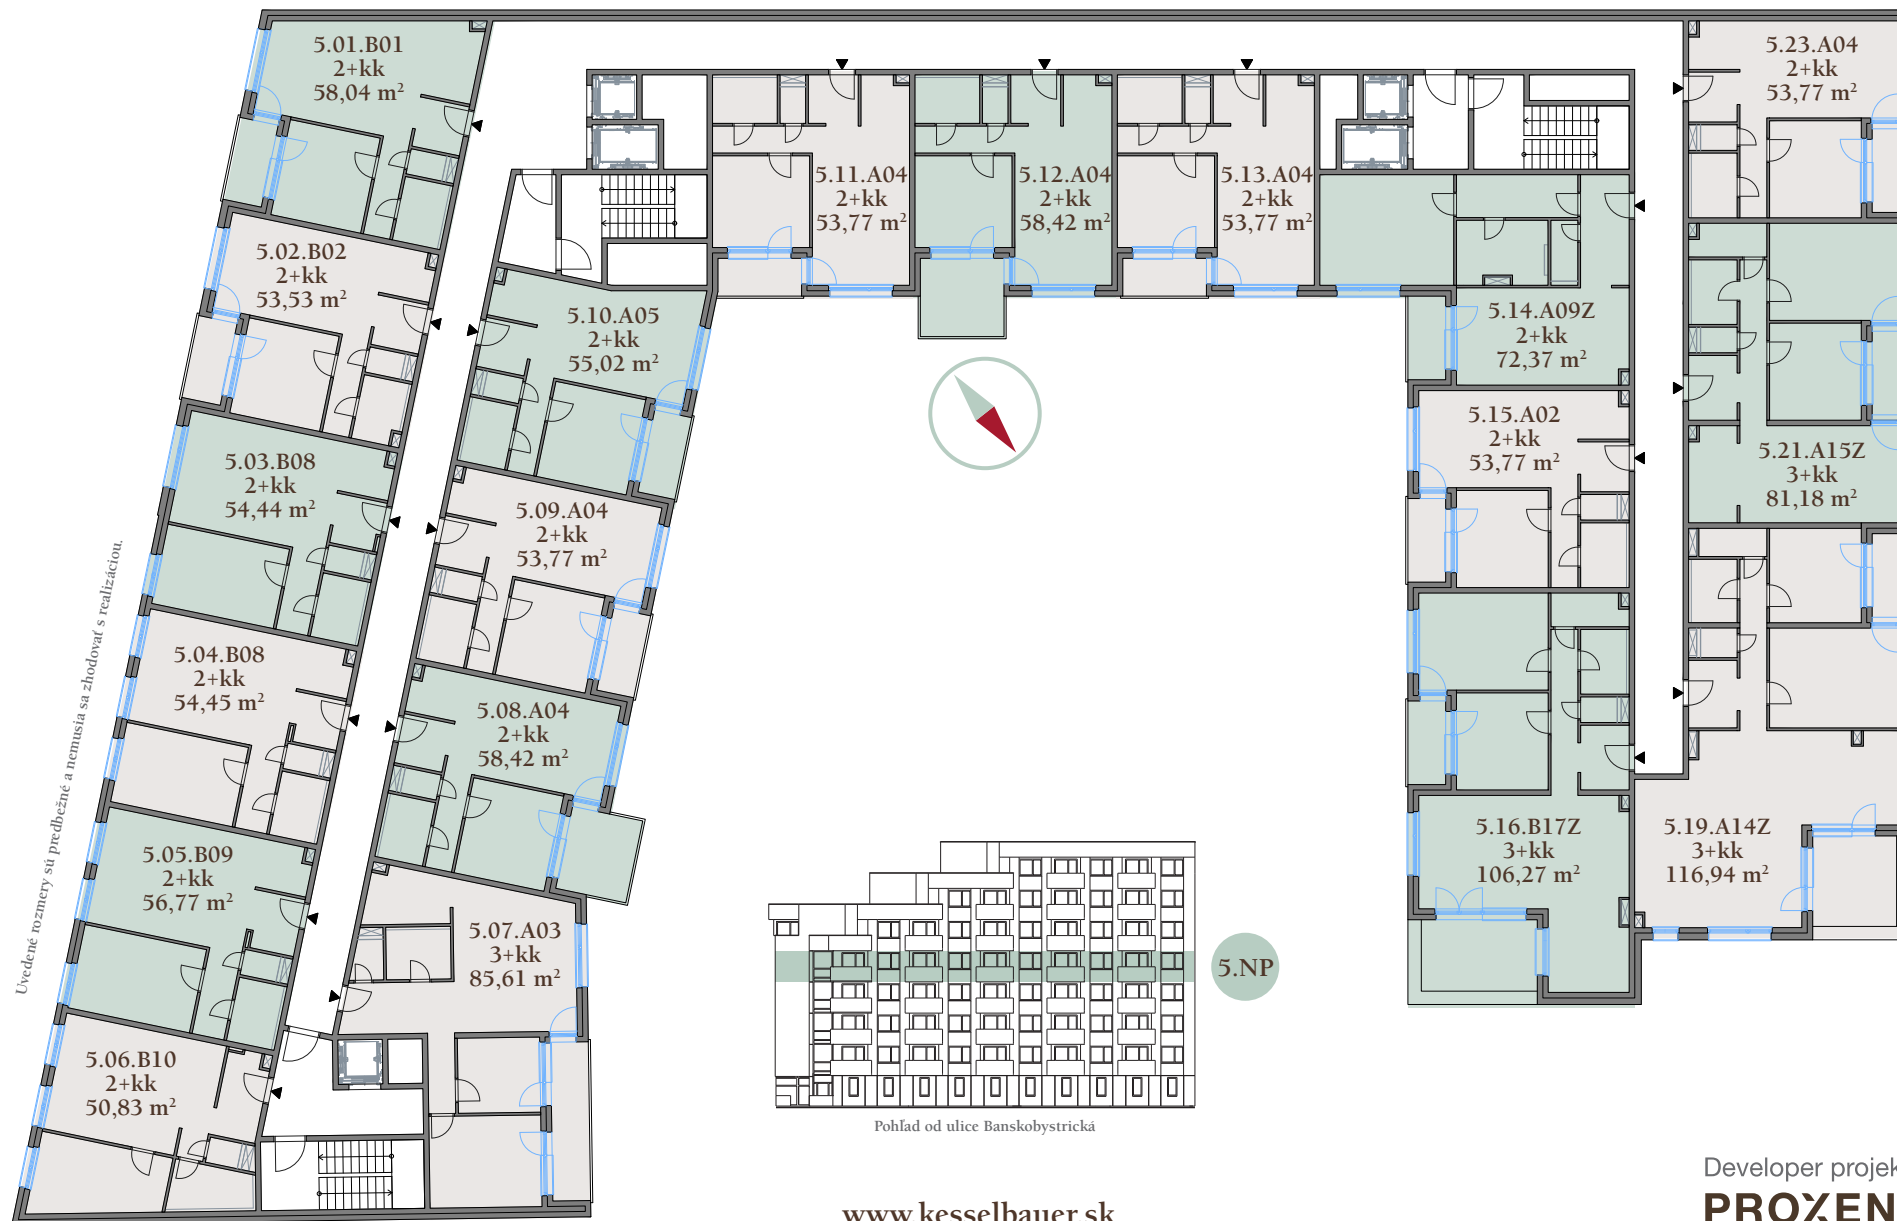 5.01.B01
2+kk
58,04 m²
5.02.B02
2+kk
53,53 m²
5.03.B08
2+kk
54,44 m²
5.04.B08
2+kk
54,45 m²
5.05.B09
2+kk
56,77 m²
5.06.B10
2+kk
50,83 m²
5.07.A03
3+kk
85,61 m²
5.08.A04
2+kk
58,42 m²
5.09.A04
2+kk
53,77 m²
5.10.A05
2+kk
55,02 m²
5.11.A04
2+kk
53,77 m²
5.12.A04
2+kk
58,42 m²
5.13.A04
2+kk
53,77 m²
5.14.A09Z
2+kk
72,37 m²
5.15.A02
2+kk
53,77 m²
5.16.B17Z
3+kk
106,27 m²
5.19.A14Z
3+kk
116,94 m²
5.21.A15Z
3+kk
81,18 m²
5.23.A04
2+kk
53,77 m²
Uvedené rozmery sú predbežné a nemusia sa zhodovať s realizáciou.
5.NP
Pohľad od ulice Banskobystrická
www.kesselbauer.sk
Developer projek
PROXEN